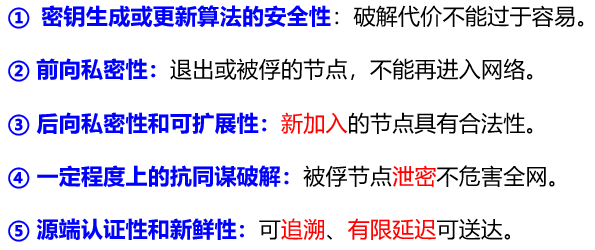 ① 密钥生成或更新算法的安全性：破解代价不能过于容易。
② 前向私密性：退出或被俘的节点，不能再进入网络。
③ 后向私密性和可扩展性：新加入的节点具有合法性。
④ 一定程度上的抗同谋破解：被俘节点泄密不危害全网。
⑤ 源端认证性和新鲜性：可追溯、有限延迟可送达。